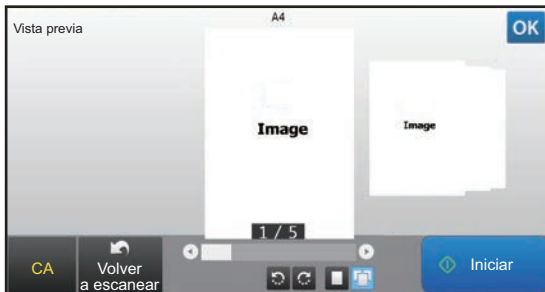 A4
Vista previa
OK
Image
Image
1 / 5
CA
Volver
a escanear
Iniciar